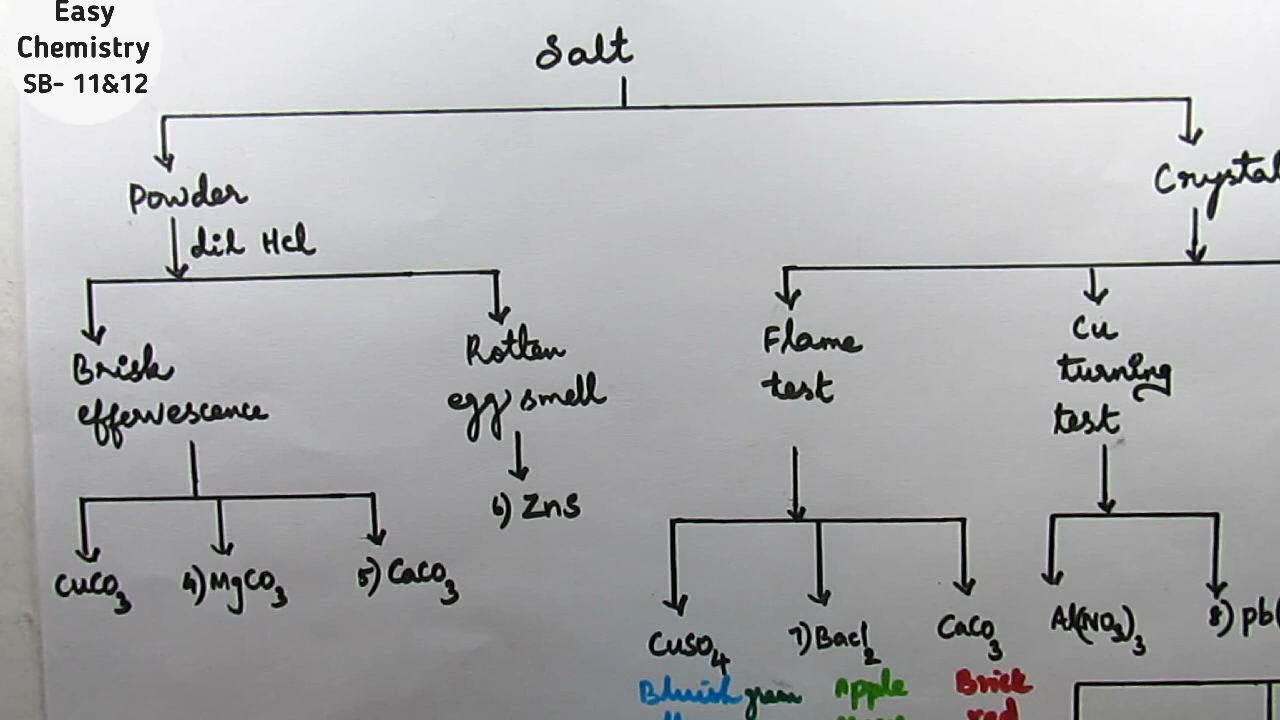 Easy
Chemistry
SB- 11&12
Salt
Powder
Crystal
dil Hcl
Brisk
effervescence
Rotten
egg smell
Flame
test
Cu
turning
test
6) ZnS
CuCO3
4) MgCO3
5) CaCO3
CuSO4
7) Bacl2
CaCO3
Al(NO3)3
8) pb(
Bluish green
Apple
Brick
red